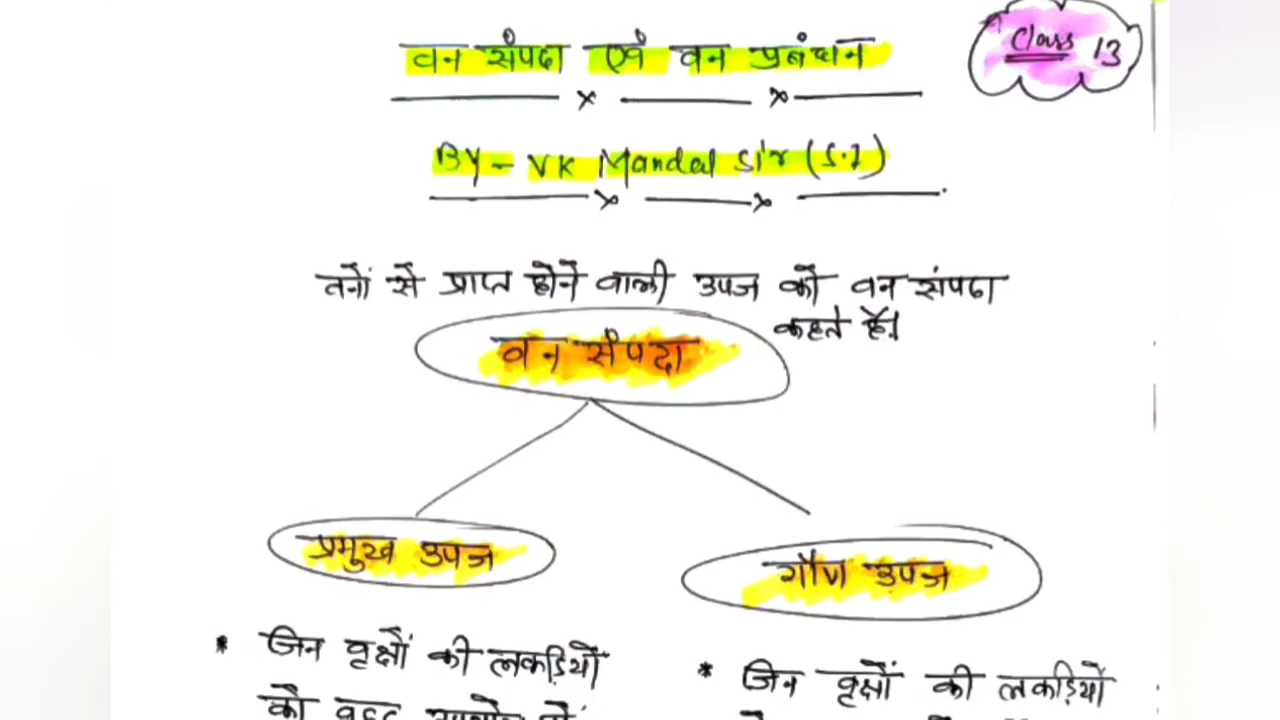 वन संपदा एवं वन प्रबंधन
Class 13
By - VK Mandal Sir (S.I)
वनों से प्राप्त होने वाली उपज को वन संपदा
कहते हैं।
वन संपदा
प्रमुख उपज
गौण उपज
* जिन वृक्षों की लकड़ियों
* जिन वृक्षों की लकड़ियों